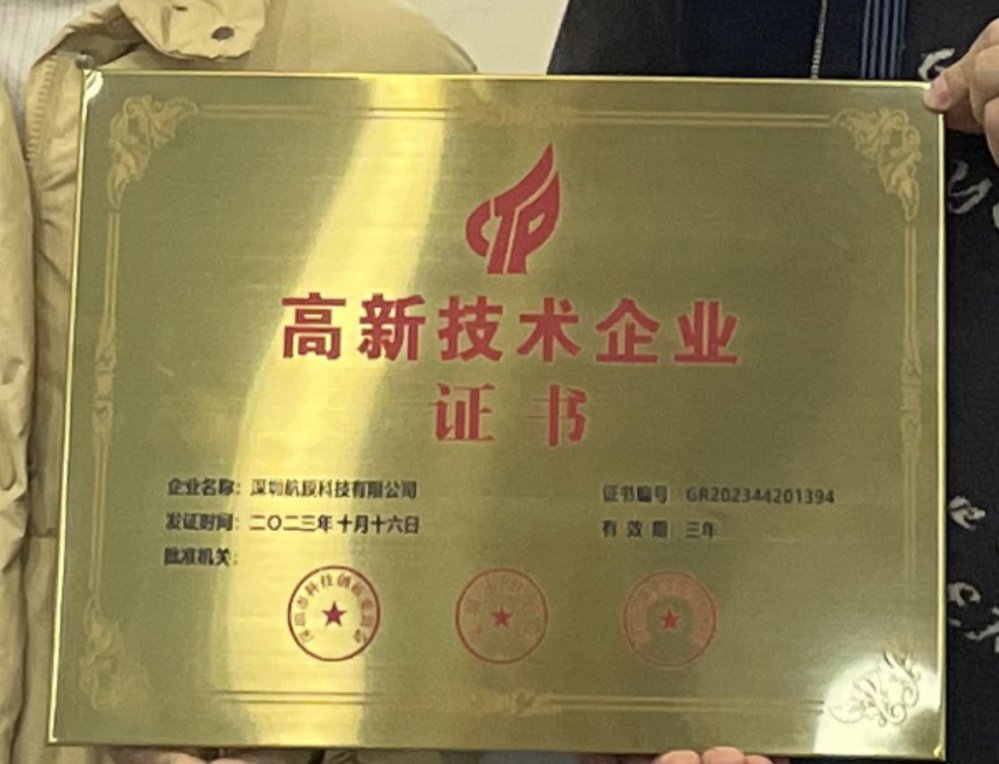 CTP
高新技术企业
证书
企业名称: 深圳航 科技有限公司
证书编号 GR202344201394
发证时间: 二〇二三年十月十六日
有效期 三年
批准机关: